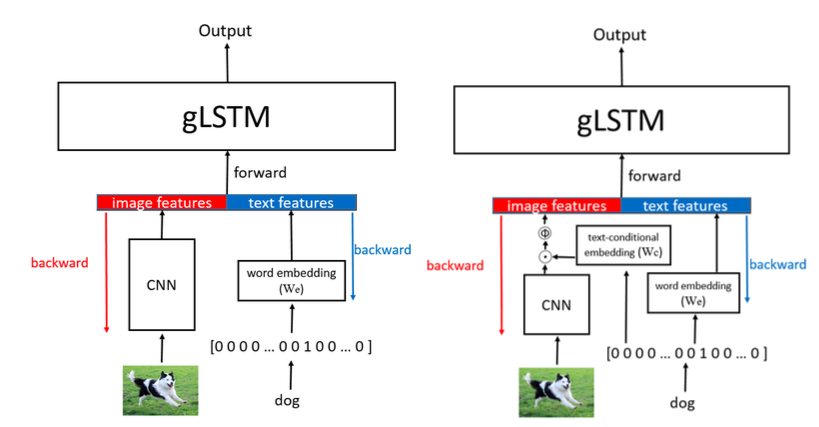 Output
gLSTM
forward
image features
text features
backward
backward
CNN
word embedding
(We)
[0 0 0 0 ... 0 0 1 0 0 ... 0 ]
dog
Output
gLSTM
forward
image features
text features
Φ
text-conditional
embedding (Wc)
backward
backward
CNN
word embedding
(We)
[0 0 0 0 ... 0 0 1 0 0 ... 0 ]
dog